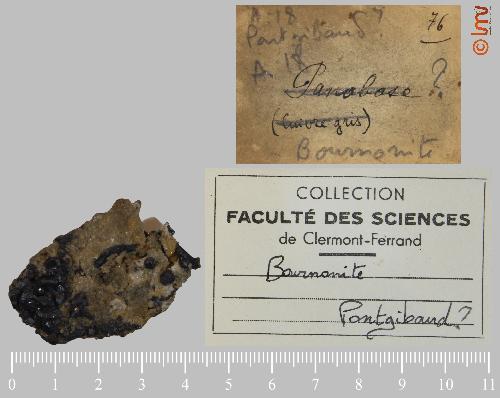 A.18
Pontgibaud ?
76
A.18
Panabase ?
(Cuivre gris)
Bournonite
COLLECTION
FACULTÉ DES SCIENCES
de Clermont-Ferrand
Bournonite
Pontgibaud ?
0 1 2 3 4 5 6 7 8 9 10 11
© lmv